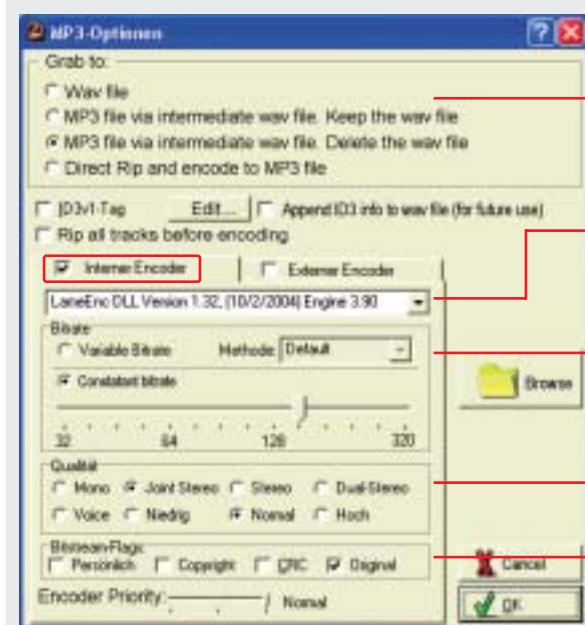 MP3-Optionen
Grab to:
Wav file
MP3 file via intermediate wav file. Keep the wav file
MP3 file via intermediate wav file. Delete the wav file
Direct Rip and encode to MP3 file
ID3v1-Tag Edit... Append ID3 info to wav file (for future use)
Rip all tracks before encoding
Interner Encoder Externer Encoder
LameEnc DLL Version 1.32, (10/2/2004) Engine 3.90
Bitrate
Variable Bitrate Methode: Default
Constatant bitrate
Browse
32 64 128 320
Qualität
Mono Joint Stereo Stereo Dual-Stereo
Voice Niedrig Normal Hoch
Bitstream-Flags:
Persönlich Copyright CRC Original
Cancel
Encoder Priority: Normal
OK